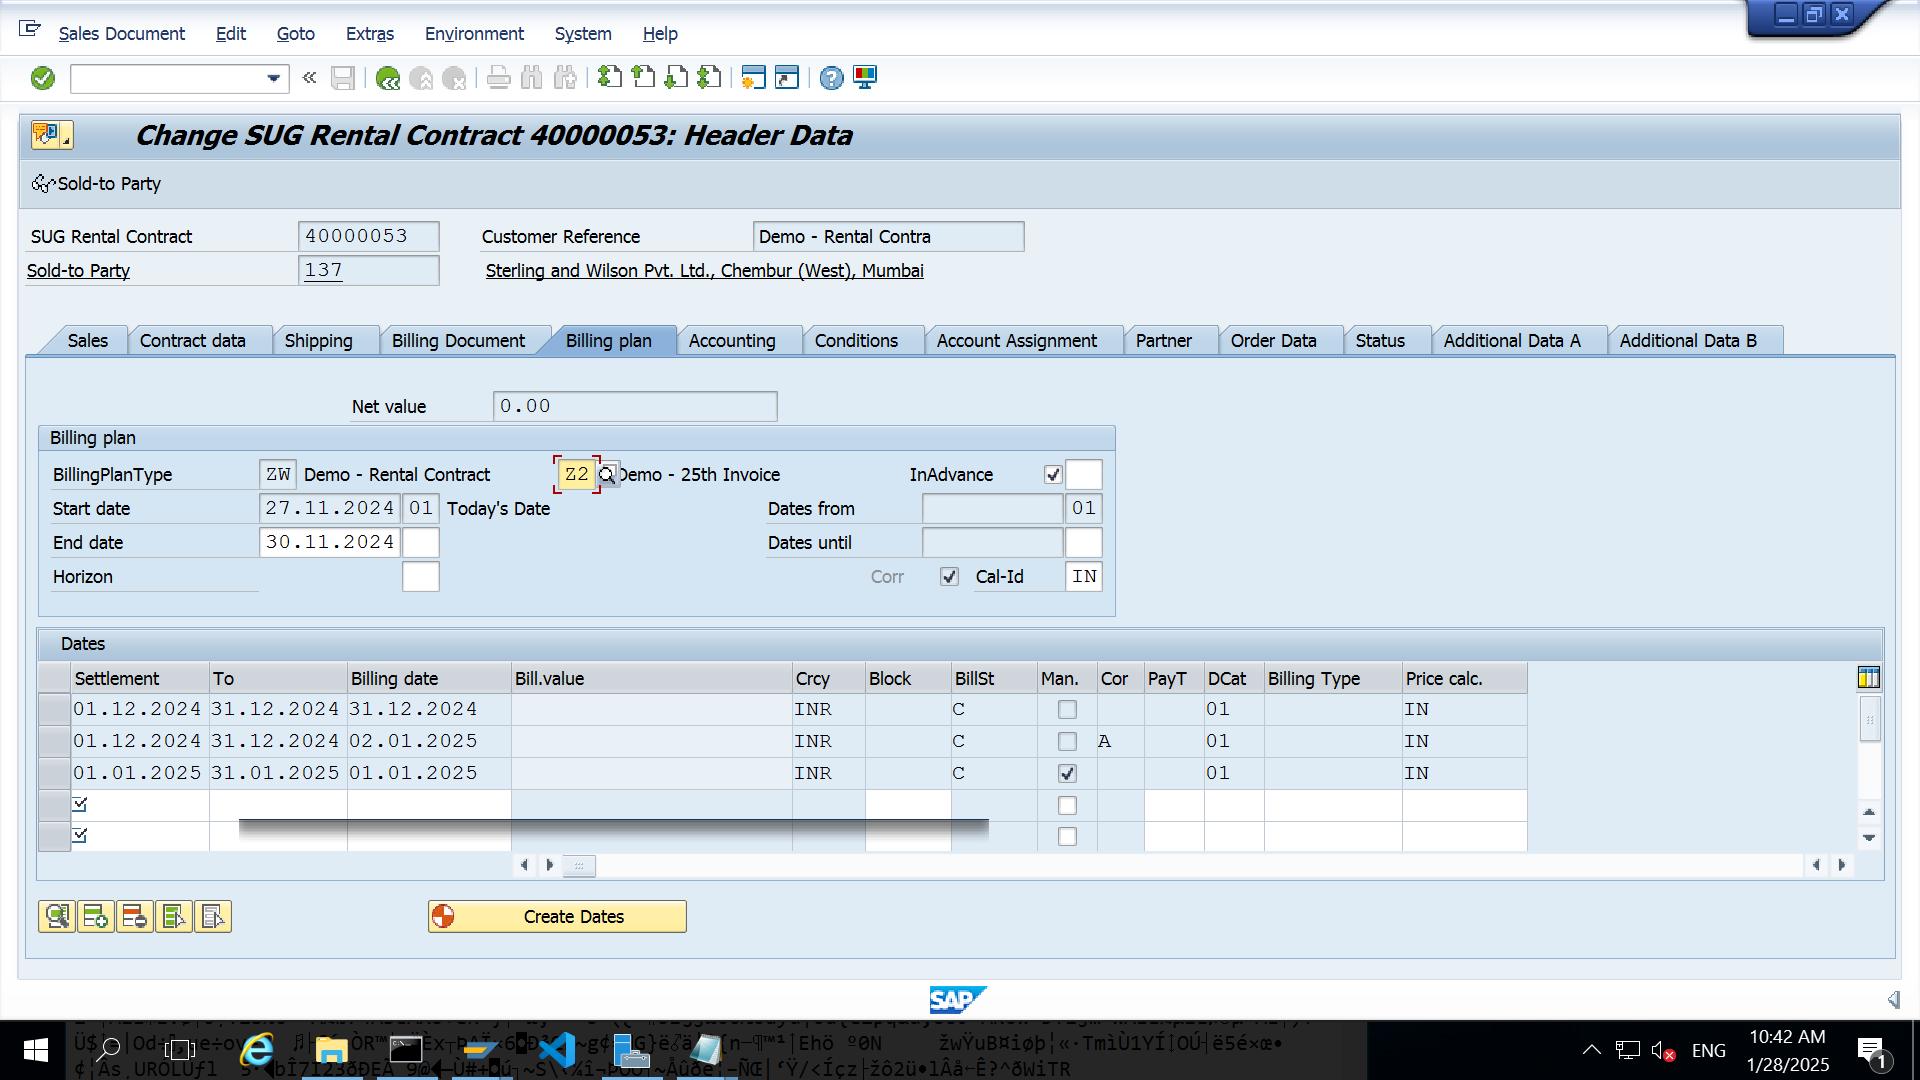 Sales Document Edit Goto Extras Environment System Help
Change SUG Rental Contract 40000053: Header Data
Sold-to Party
SUG Rental Contract 40000053 Customer Reference Demo - Rental Contra
Sold-to Party 137 Sterling and Wilson Pvt. Ltd., Chembur (West), Mumbai
Sales Contract data Shipping Billing Document Billing plan Accounting Conditions Account Assignment Partner Order Data Status Additional Data A Additional Data B
Net value 0.00
Billing plan
BillingPlanType ZW Demo - Rental Contract Z2 Demo - 25th Invoice InAdvance
Start date 27.11.2024 01 Today's Date Dates from 01
End date 30.11.2024 Dates until
Horizon Corr Cal-Id IN
Dates
Settlement To Billing date Bill.value Crcy Block BillSt Man. Cor PayT DCat Billing Type Price calc.
01.12.2024 31.12.2024 31.12.2024 INR C 01 IN
01.12.2024 31.12.2024 02.01.2025 INR C A 01 IN
01.01.2025 31.01.2025 01.01.2025 INR C 01 IN
Create Dates
SAP
ENG 10:42 AM
1/28/2025 1